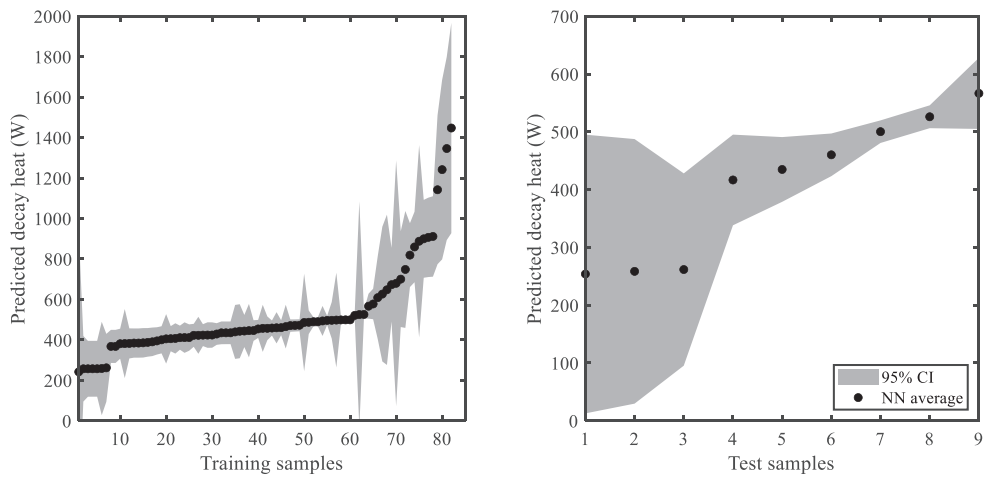 2000
1800
1600
1400
1200
1000
800
600
400
200
0
Predicted decay heat (W)
10 20 30 40 50 60 70 80
Training samples
700
600
500
400
300
200
100
0
Predicted decay heat (W)
95% CI
NN average
1 2 3 4 5 6 7 8 9
Test samples